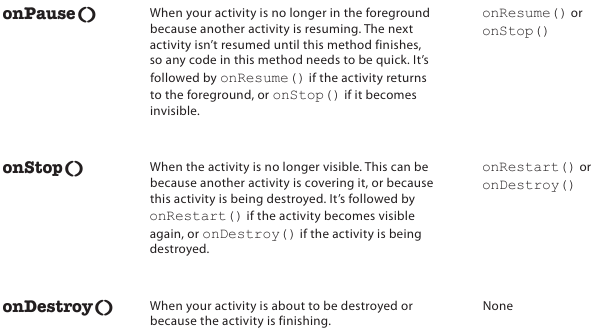 onPause()
When your activity is no longer in the foreground
because another activity is resuming. The next
activity isn’t resumed until this method finishes,
so any code in this method needs to be quick. It’s
followed by onResume() if the activity returns
to the foreground, or onStop() if it becomes
invisible.
onResume() or
onStop()
onStop()
When the activity is no longer visible. This can be
because another activity is covering it, or because
this activity is being destroyed. It’s followed by
onRestart() if the activity becomes visible
again, or onDestroy() if the activity is being
destroyed.
onRestart() or
onDestroy()
onDestroy()
When your activity is about to be destroyed or
because the activity is finishing.
None